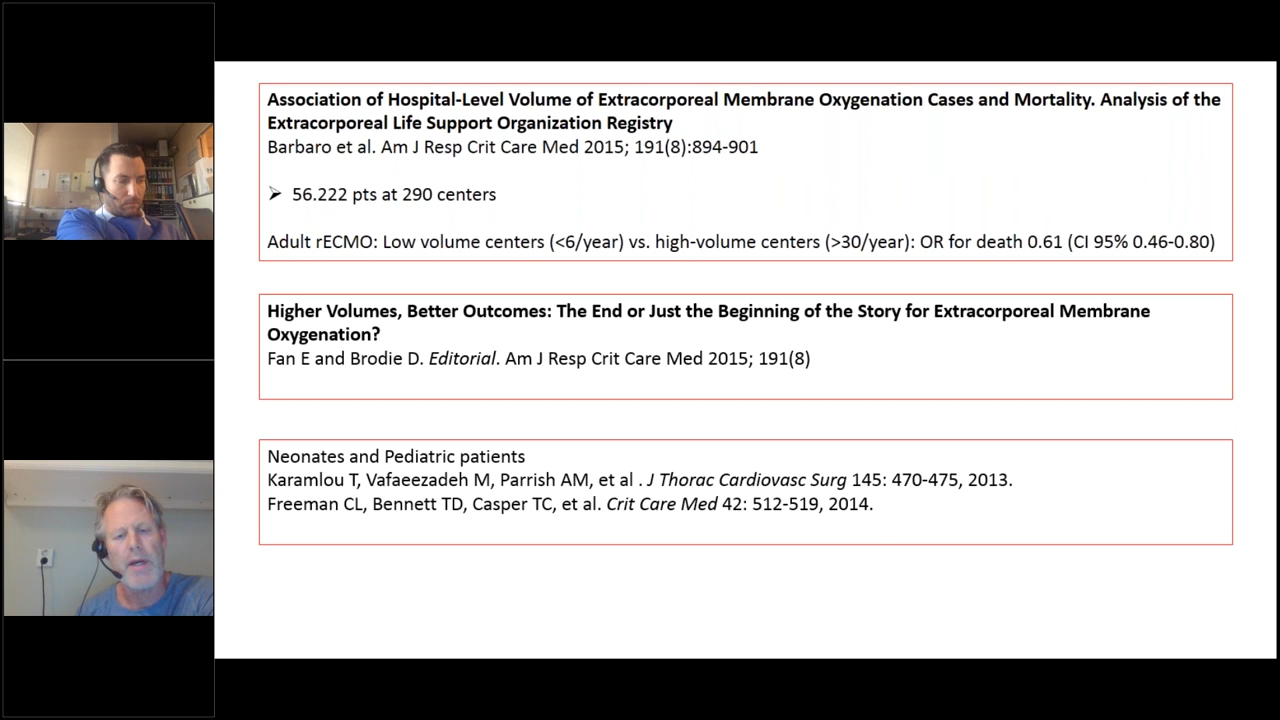 Association of Hospital-Level Volume of Extracorporeal Membrane Oxygenation Cases and Mortality. Analysis of the
Extracorporeal Life Support Organization Registry
Barbaro et al. Am J Resp Crit Care Med 2015; 191(8):894-901
56.222 pts at 290 centers
Adult rECMO: Low volume centers (<6/year) vs. high-volume centers (>30/year): OR for death 0.61 (CI 95% 0.46-0.80)
Higher Volumes, Better Outcomes: The End or Just the Beginning of the Story for Extracorporeal Membrane
Oxygenation?
Fan E and Brodie D. Editorial. Am J Resp Crit Care Med 2015; 191(8)
Neonates and Pediatric patients
Karamlou T, Vafaeezadeh M, Parrish AM, et al . J Thorac Cardiovasc Surg 145: 470-475, 2013.
Freeman CL, Bennett TD, Casper TC, et al. Crit Care Med 42: 512-519, 2014.